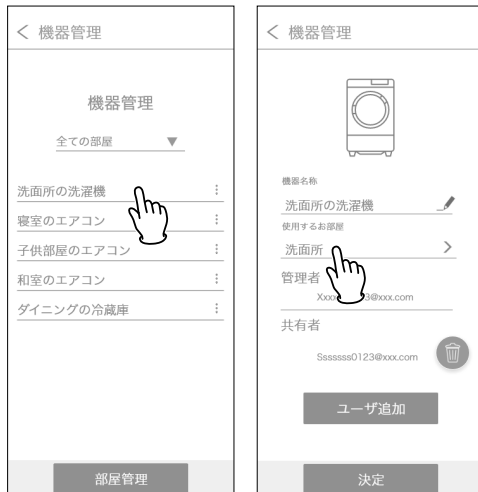 機器管理
機器管理
全ての部屋
洗面所の洗濯機
寝室のエアコン
子供部屋のエアコン
和室のエアコン
ダイニングの冷蔵庫
部屋管理
機器管理
機器名称
洗面所の洗濯機
使用するお部屋
洗面所
管理者
3@xxx.com
共有者
Sssssss0123@xxx.com
ユーザ追加
決定